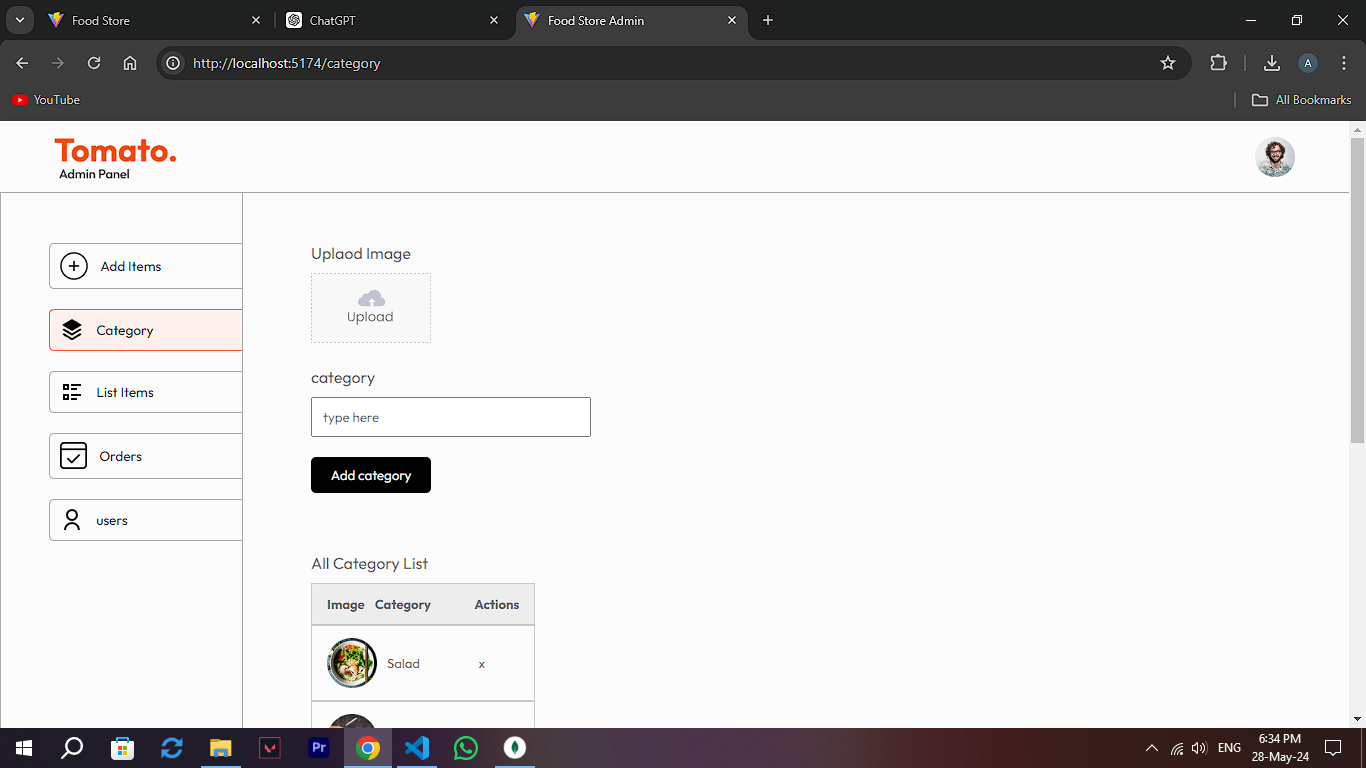 Food Store
ChatGPT
Food Store Admin
http://localhost:5174/category
A
YouTube
All Bookmarks
Tomato.
Admin Panel
Add Items
Category
List Items
Orders
users
Uplaod Image
Upload
category
type here
Add category
All Category List
Image Category Actions
Salad x
Pr
ENG
6:34 PM
28-May-24